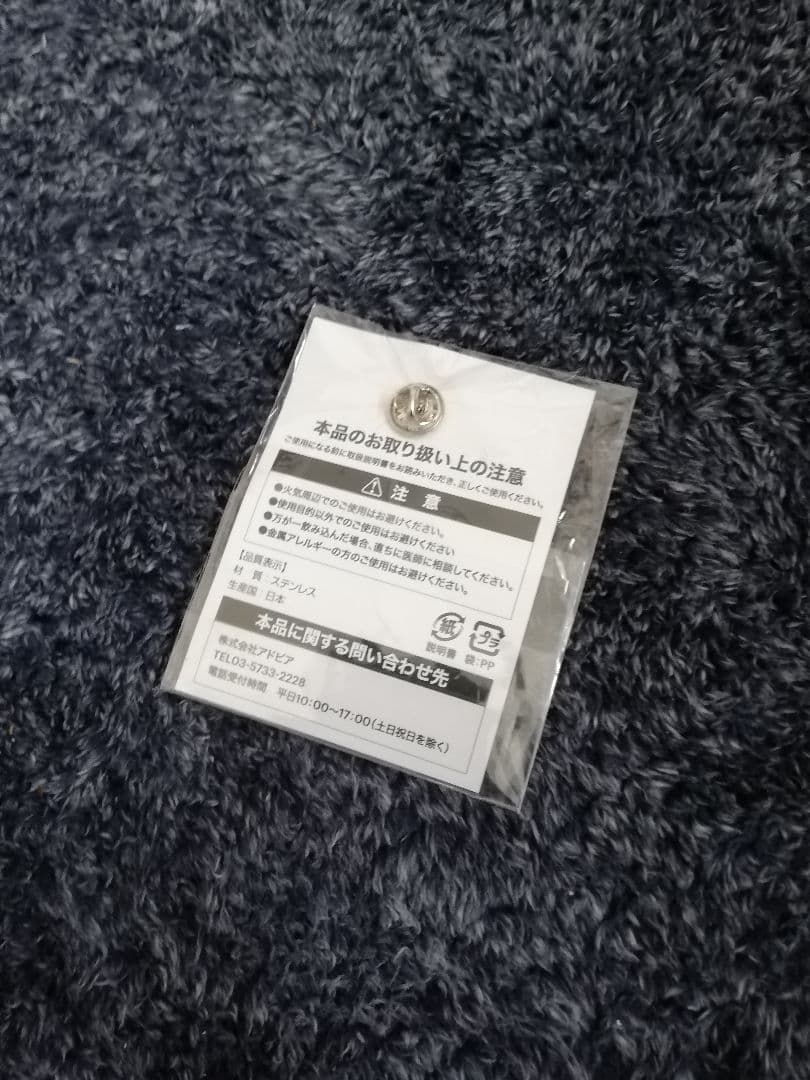 本品のお取り扱い上の注意
ご使用になる前に取扱説明書をお読みいただき、正しくご使用ください。
注意
●火気周辺でのご使用はお避けください。
●使用目的以外でのご使用はお避けください
●万が一飲み込んだ場合、直ちに医師に相談してください。
●金属アレルギーの方のご使用はお避けください。
【品質表示】
材 質:ステンレス
生産国:日本
紙 プラ
説明書 袋:PP
本品に関する問い合わせ先
株式会社アドピア
TEL03-5733-2228
電話受付時間 平日10:00〜17:00(土日祝日を除く)